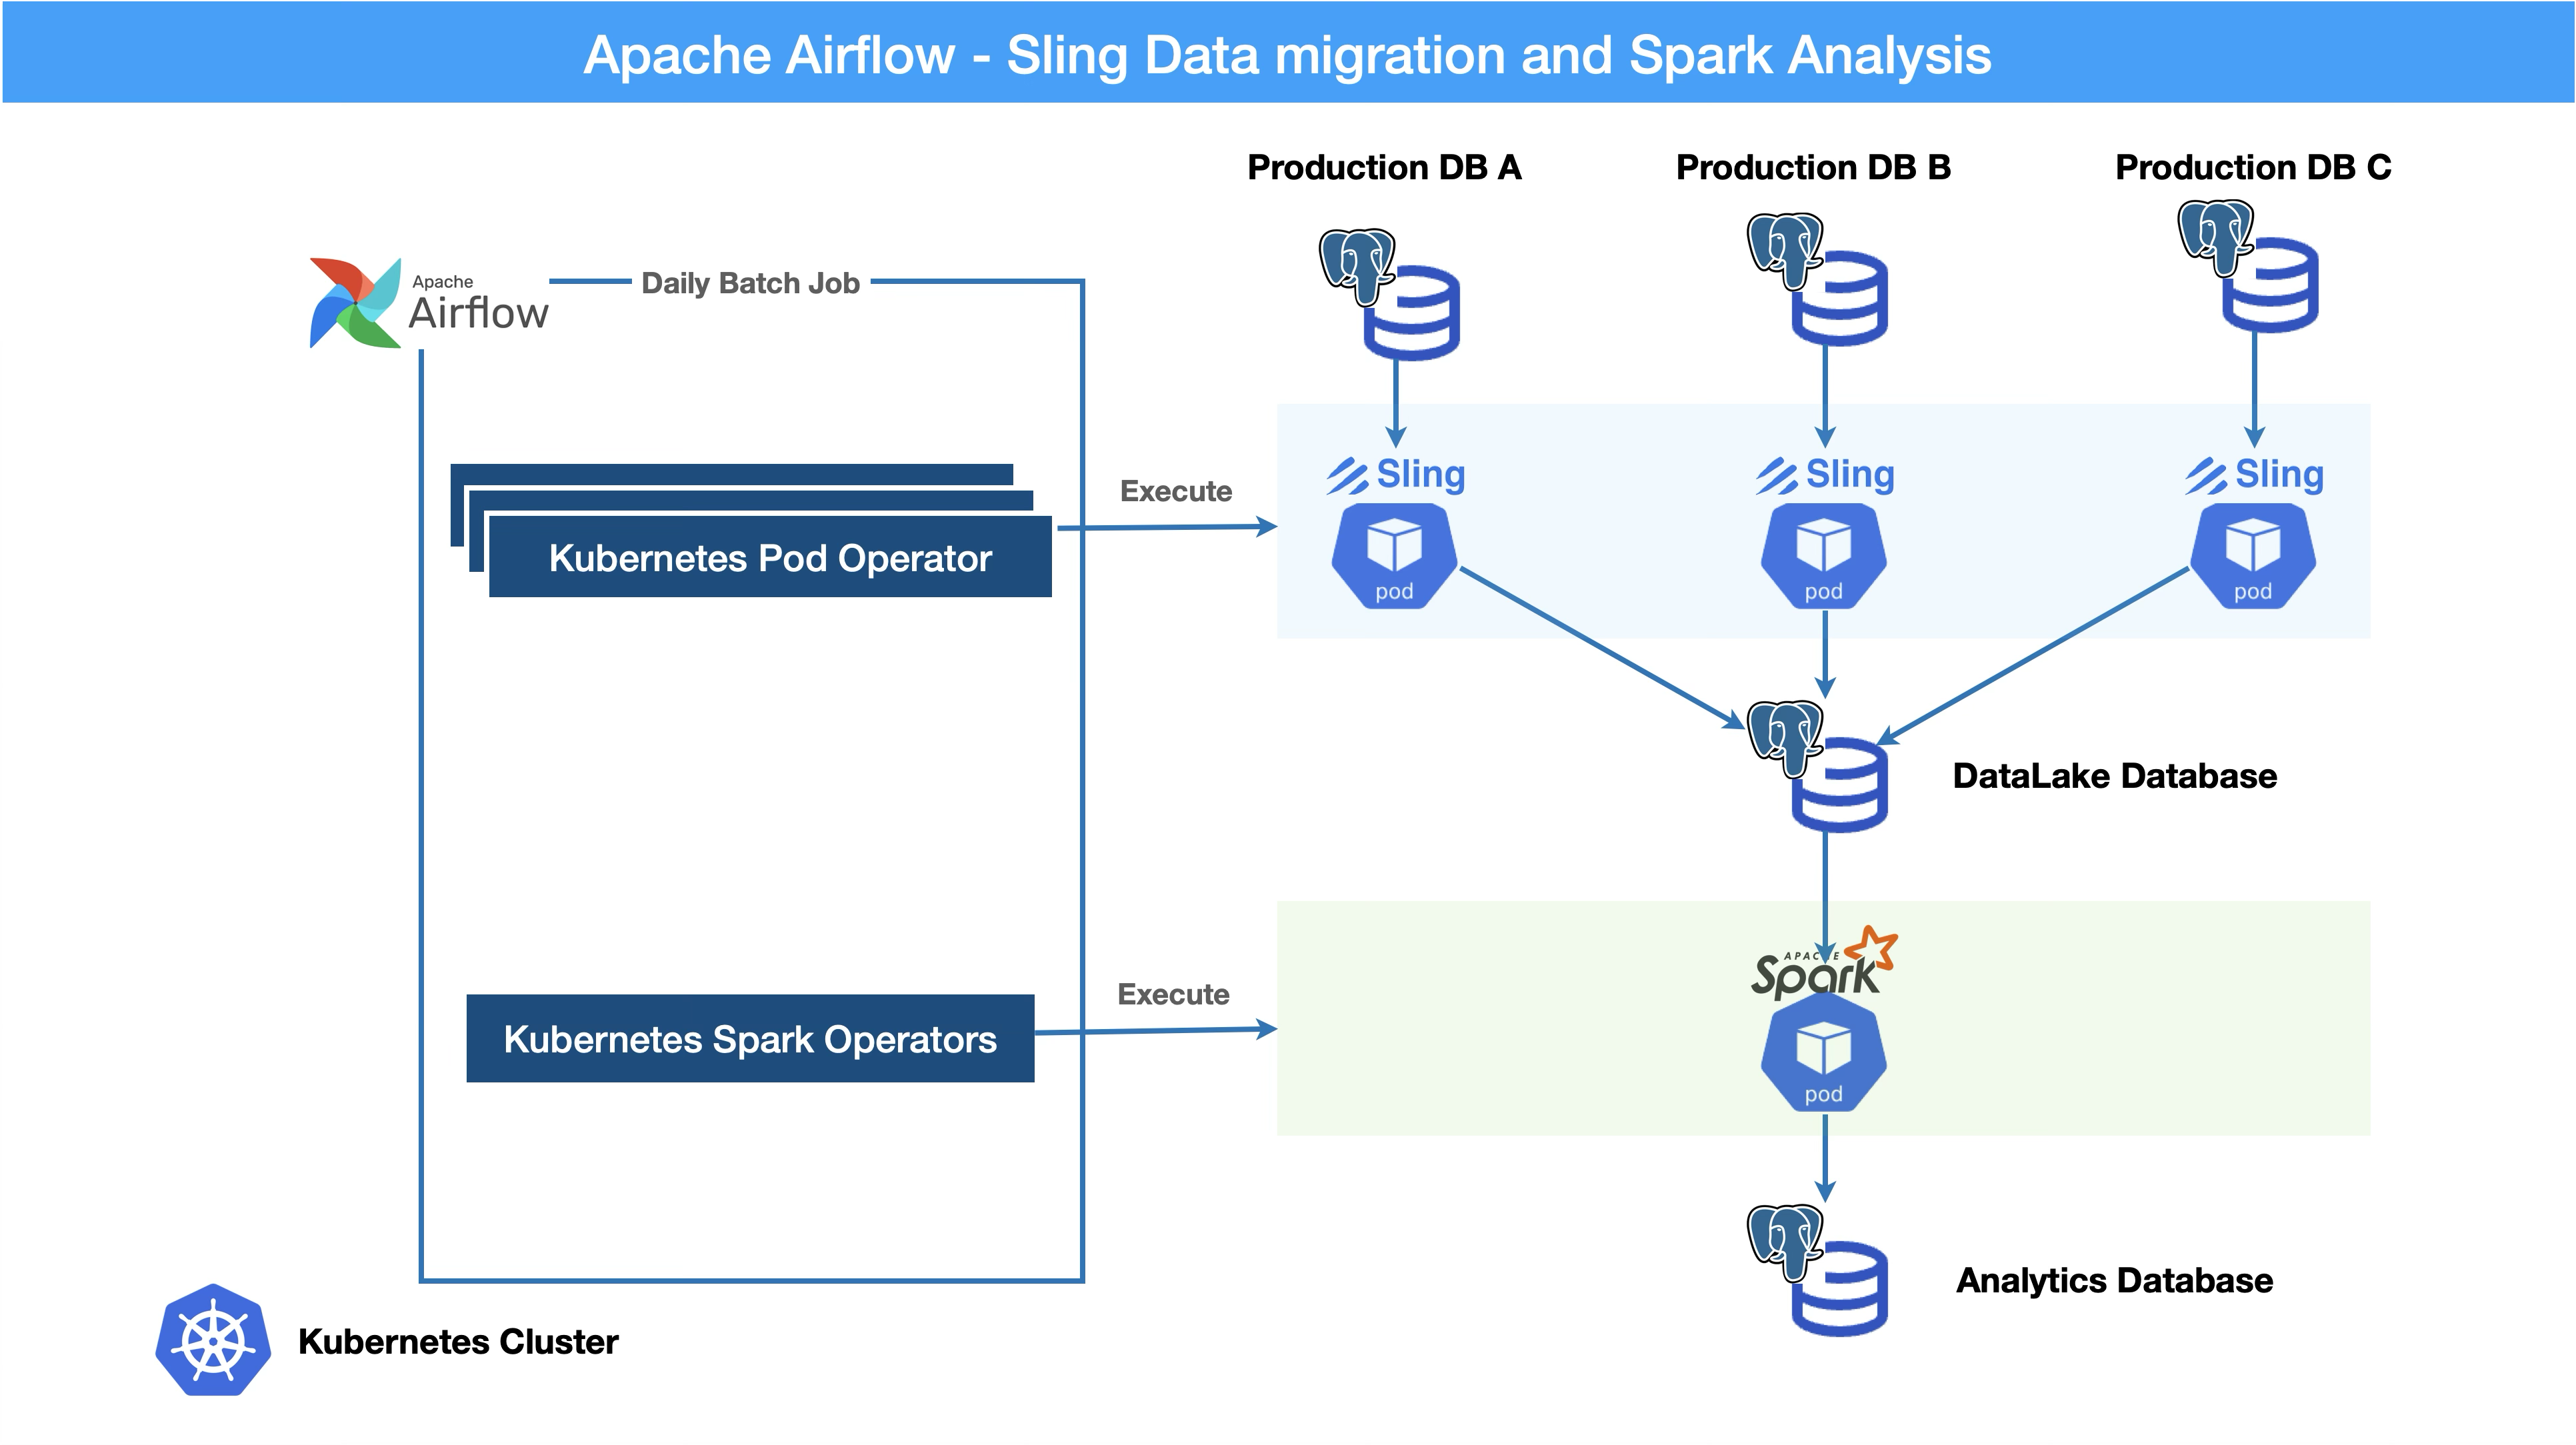 Apache Airflow - Sling Data migration and Spark Analysis
Production DB A
Production DB B
Production DB C
Apache
Airflow
Daily Batch Job
Kubernetes Pod Operator
Execute
Sling
pod
Sling
pod
Sling
pod
DataLake Database
Kubernetes Spark Operators
Execute
APACHE
Spark
pod
Analytics Database
Kubernetes Cluster